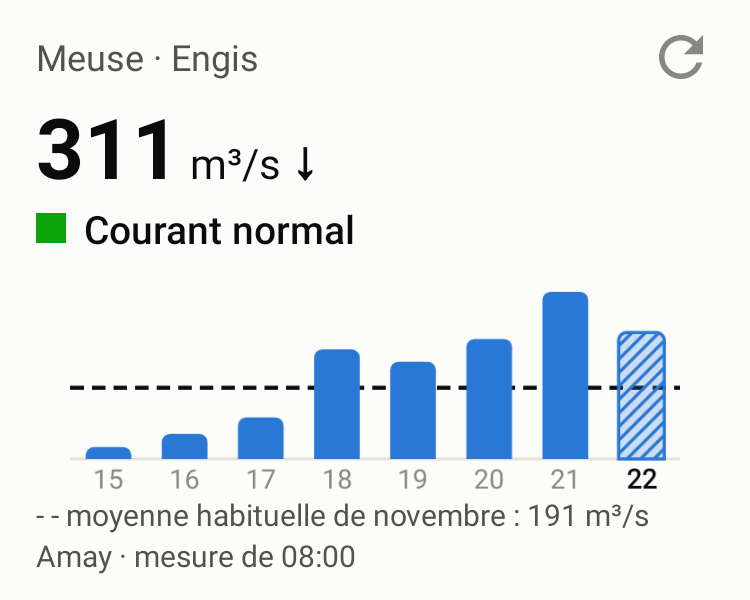 Meuse · Engis
311 m³/s ↓
Courant normal
15 16 17 18 19 20 21 22
- - moyenne habituelle de novembre : 191 m³/s
Amay · mesure de 08:00